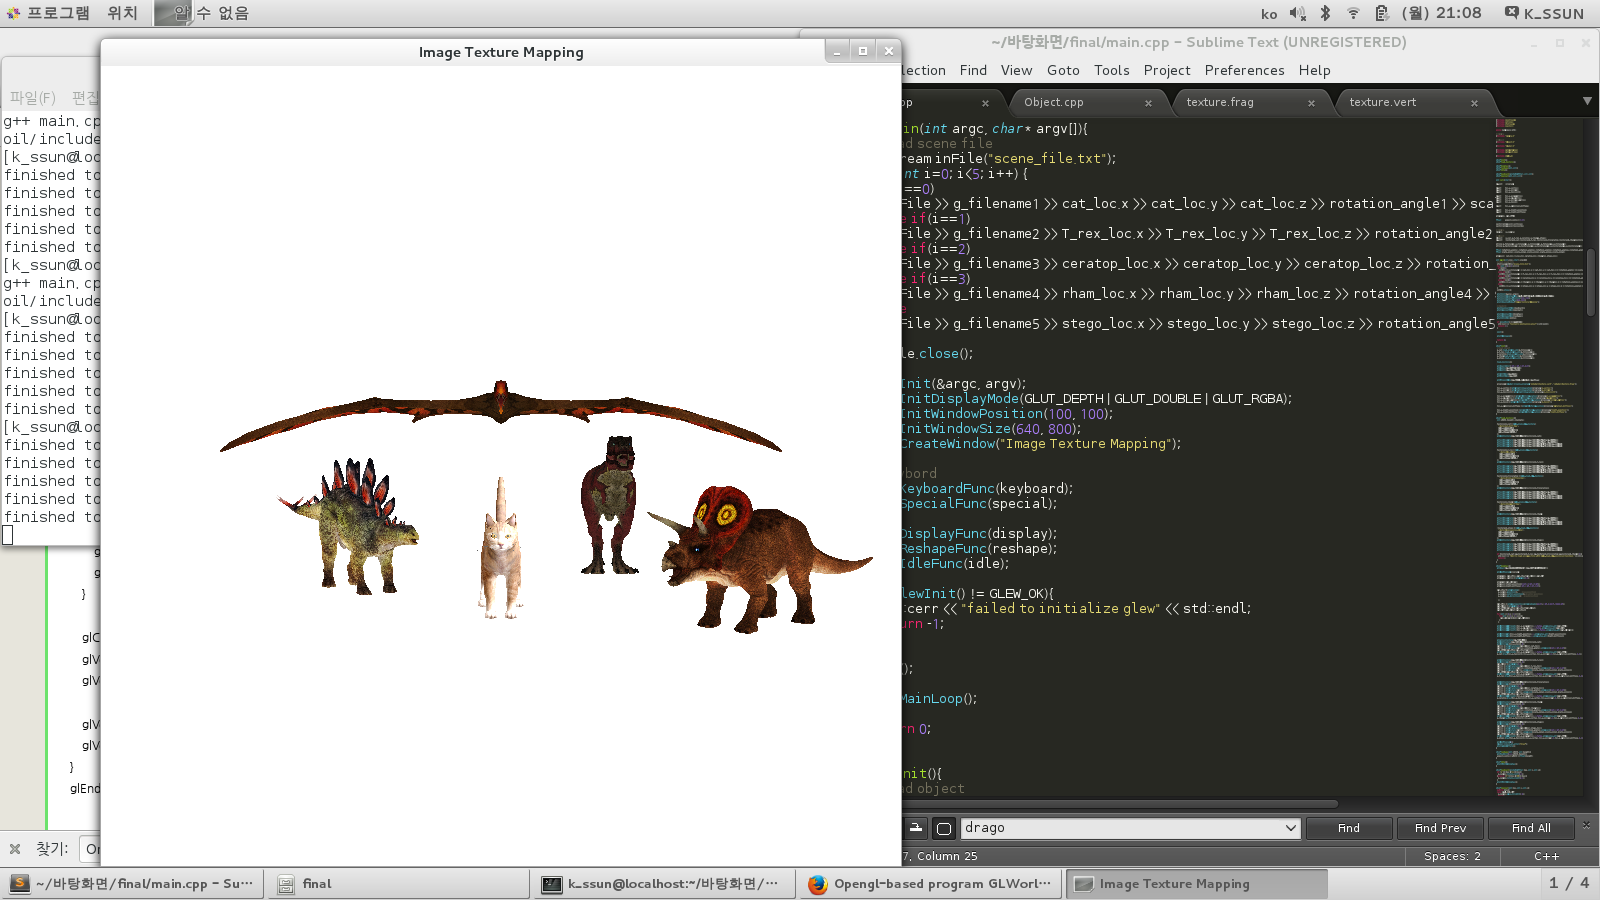 프로그램 위치 알 수 없음 ko (월) 21:08 K_SSUN
Image Texture Mapping
~/바탕화면/final/main.cpp - Sublime Text (UNREGISTERED)
lection Find View Goto Tools Project Preferences Help
파일(F) 편집
pp × Object.cpp × texture.frag × texture.vert ×
g++ main.cp
oil/include
[k_ssun@loc
finished to
finished to
finished to
finished to
finished to
[k_ssun@loc
g++ main.cp
oil/include
[k_ssun@loc
finished to
finished to
finished to
finished to
finished to
[k_ssun@loc
finished to
finished to
finished to
finished to
finished to
g
g
}
glC
glV
glV
glV
glV
}
glEnd
in(int argc, char* argv[]){
d scene file
ream inFile("scene_file.txt");
nt i=0; i<5; i++) {
==0)
File >> g_filename1 >> cat_loc.x >> cat_loc.y >> cat_loc.z >> rotation_angle1 >> sca
e if(i==1)
File >> g_filename2 >> T_rex_loc.x >> T_rex_loc.y >> T_rex_loc.z >> rotation_angle2
e if(i==2)
File >> g_filename3 >> ceratop_loc.x >> ceratop_loc.y >> ceratop_loc.z >> rotation_
e if(i==3)
File >> g_filename4 >> rham_loc.x >> rham_loc.y >> rham_loc.z >> rotation_angle4 >> s
e
File >> g_filename5 >> stego_loc.x >> stego_loc.y >> stego_loc.z >> rotation_angle5
le.close();
Init(&argc, argv);
InitDisplayMode(GLUT_DEPTH | GLUT_DOUBLE | GLUT_RGBA);
InitWindowPosition(100, 100);
InitWindowSize(640, 800);
CreateWindow("Image Texture Mapping");
ybord
KeyboardFunc(keyboard);
SpecialFunc(special);
DisplayFunc(display);
ReshapeFunc(reshape);
IdleFunc(idle);
lewInit() != GLEW_OK){
:cerr << "failed to initialize glew" << std::endl;
urn -1;
();
MainLoop();
rn 0;
nit(){
ad object
drago Find Find Prev Find All
찾기: On
7, Column 25 Spaces: 2 C++
~/바탕화면/final/main.cpp - Su··· final k_ssun@localhost:~/바탕화면/··· Opengl-based program GLWorl··· Image Texture Mapping 1 / 4